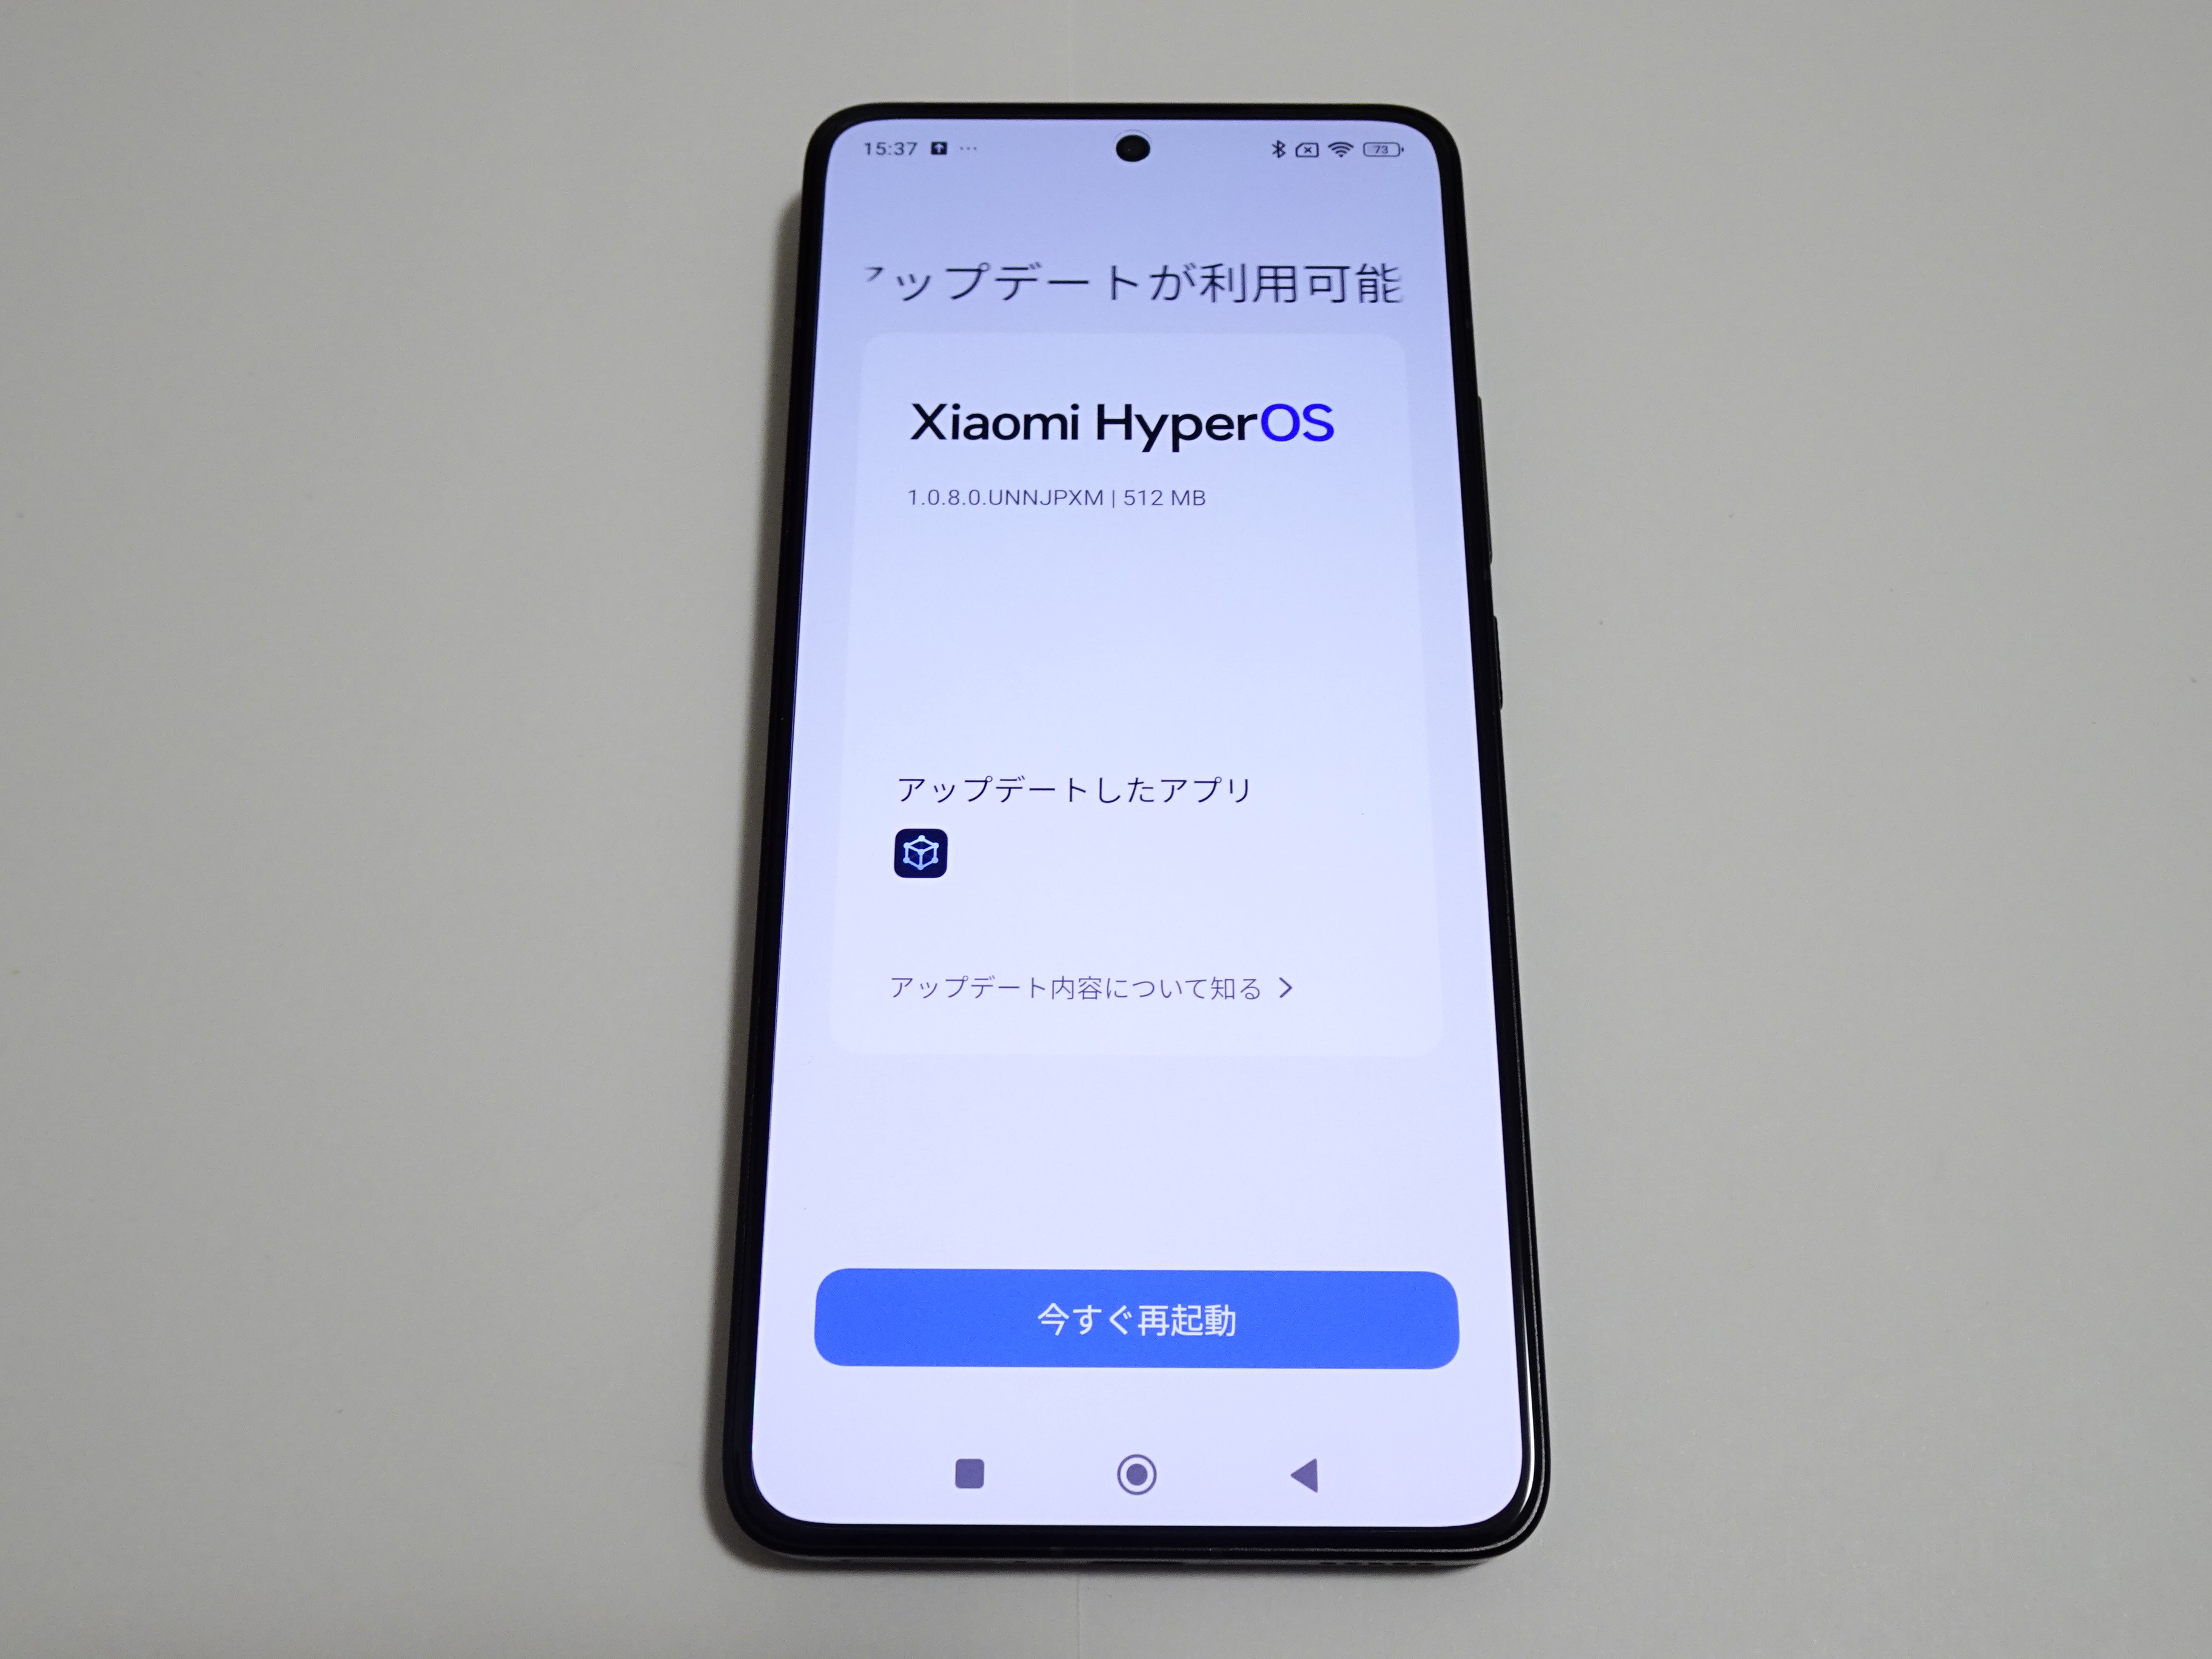 15:37 ... 73
アップデートが利用可能
Xiaomi HyperOS
1.0.8.0.UNNJPXM | 512 MB
アップデートしたアプリ
アップデート内容について知る >
今すぐ再起動